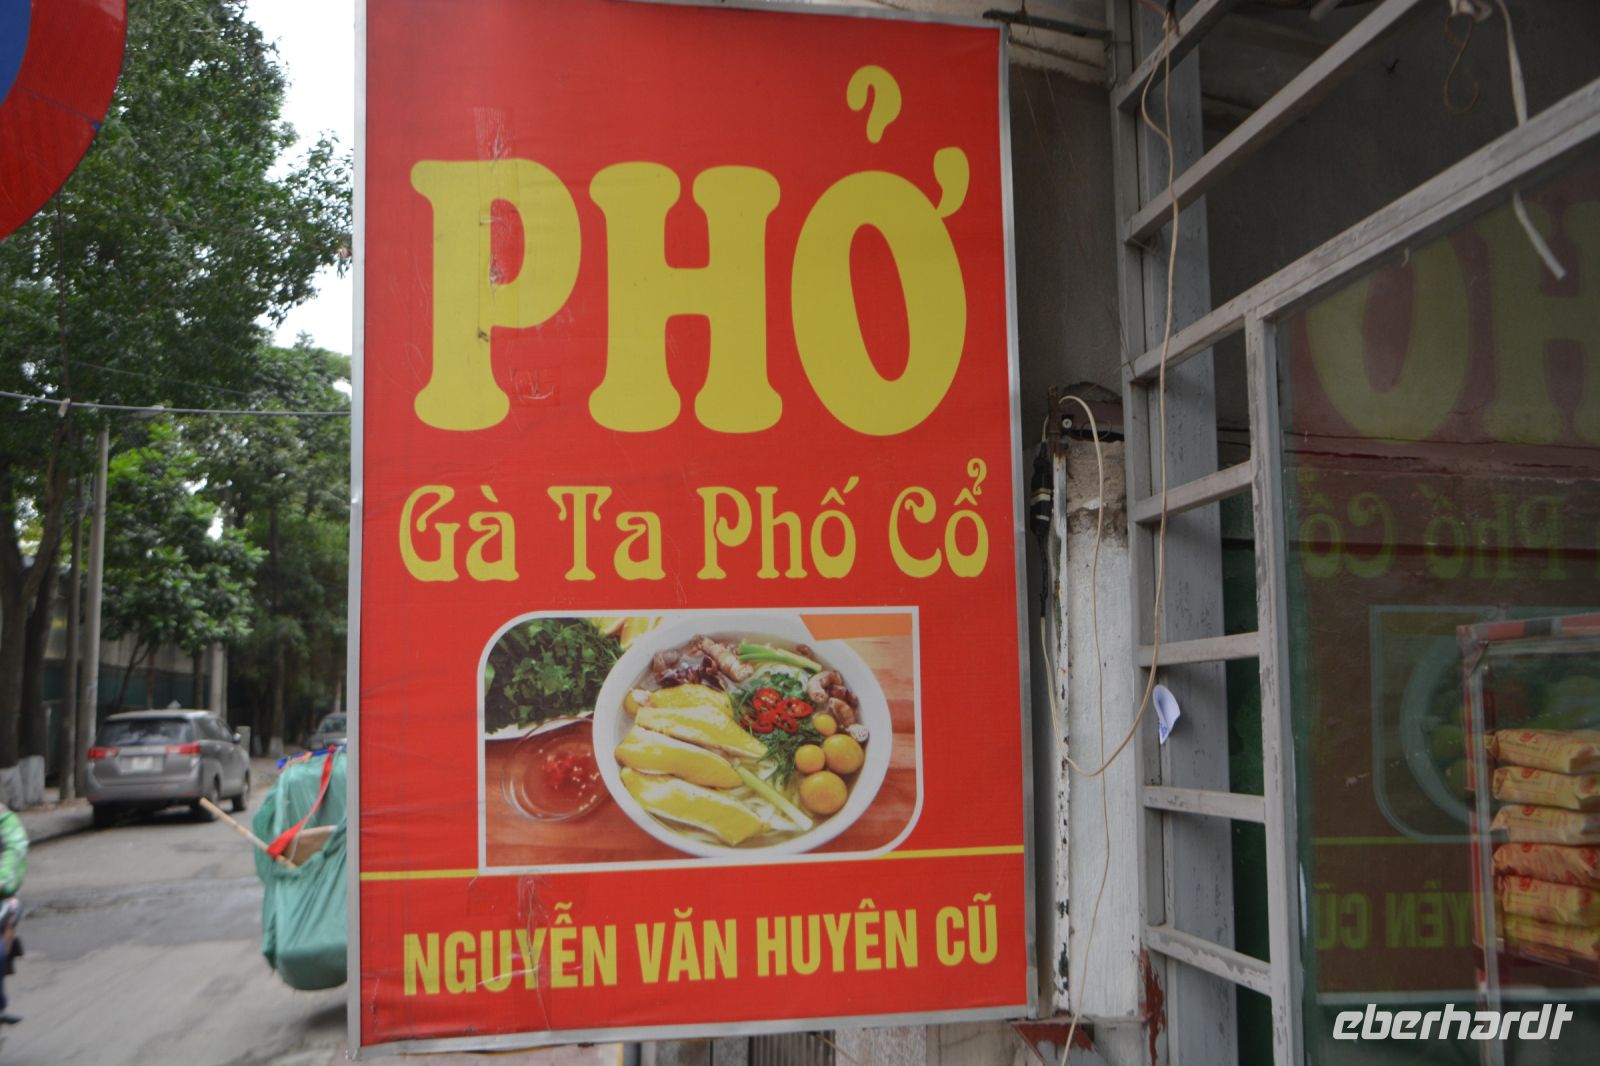 PHỞ
Gà Ta Phố Cổ
NGUYỄN VĂN HUYÊN CŨ
eberhardt